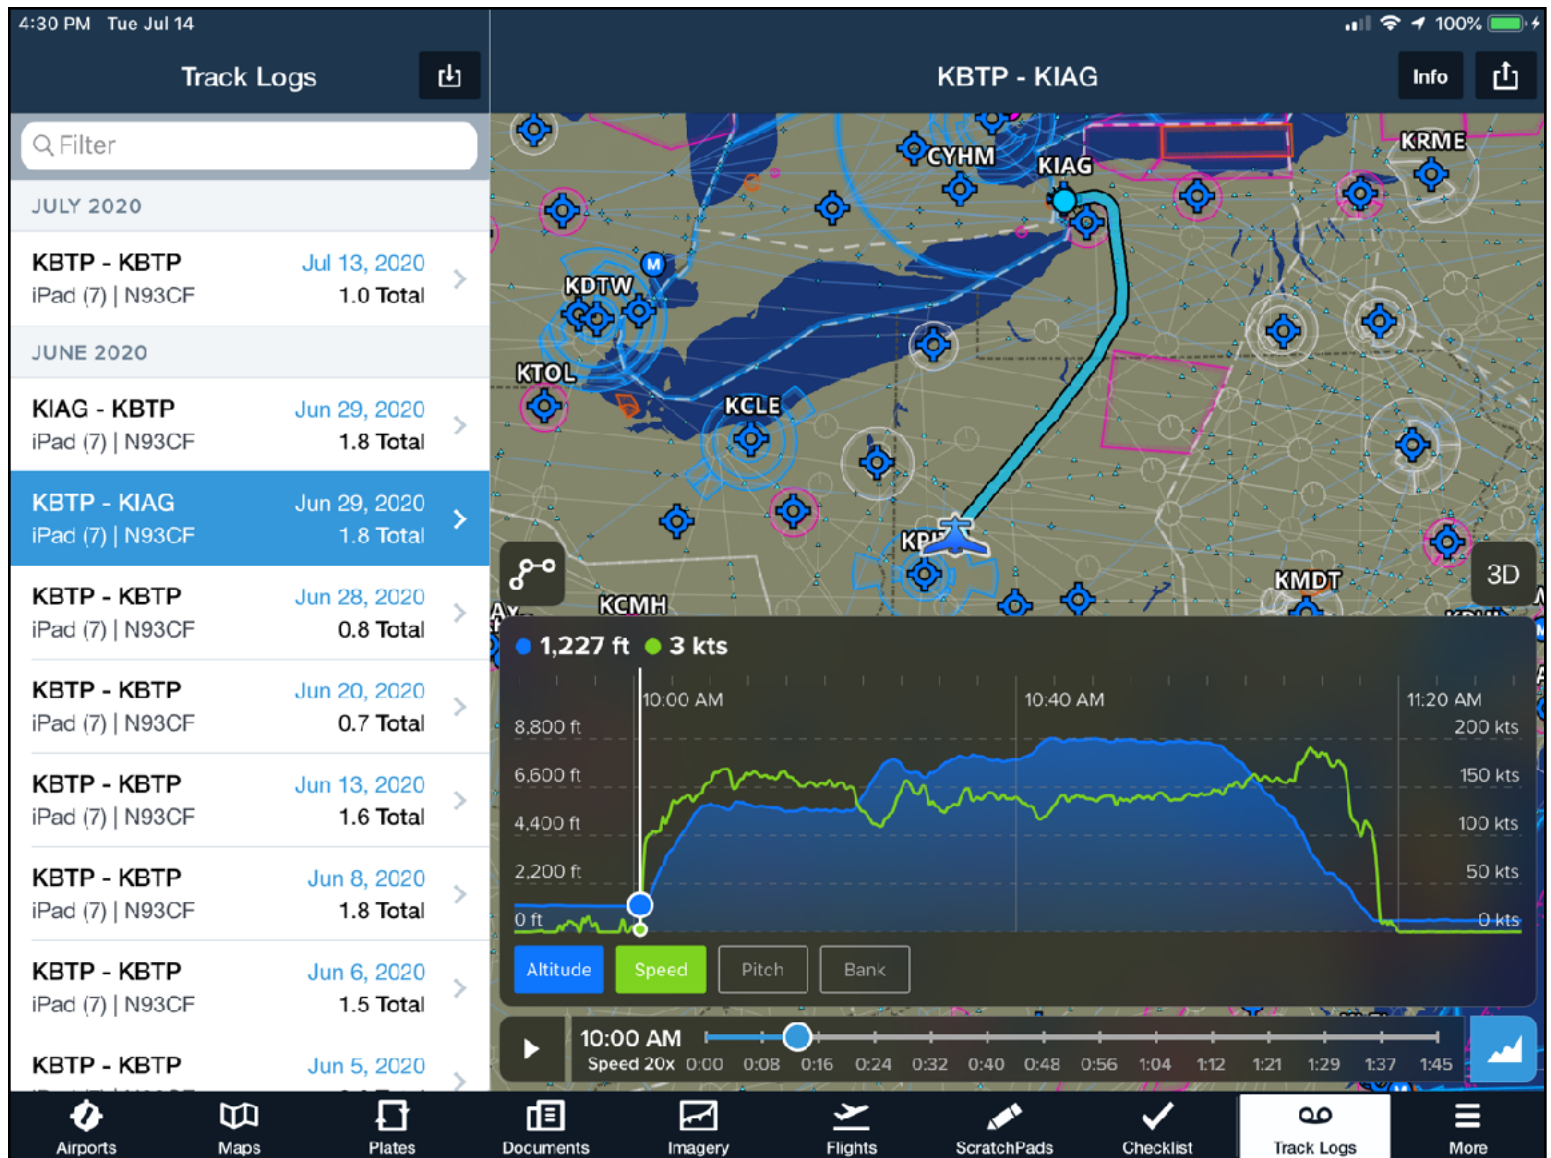 4:30 PM Tue Jul 14
100%
Track Logs
KBTP - KIAG
Info
Filter
JULY 2020
KBTP - KBTP Jul 13, 2020
iPad (7) | N93CF 1.0 Total
JUNE 2020
KIAG - KBTP Jun 29, 2020
iPad (7) | N93CF 1.8 Total
KBTP - KIAG Jun 29, 2020
iPad (7) | N93CF 1.8 Total
KBTP - KBTP Jun 28, 2020
iPad (7) | N93CF 0.8 Total
KBTP - KBTP Jun 20, 2020
iPad (7) | N93CF 0.7 Total
KBTP - KBTP Jun 13, 2020
iPad (7) | N93CF 1.6 Total
KBTP - KBTP Jun 8, 2020
iPad (7) | N93CF 1.8 Total
KBTP - KBTP Jun 6, 2020
iPad (7) | N93CF 1.5 Total
KBTP - KBTP Jun 5, 2020
KRME
CYHM
KIAG
M
KDTW
KTOL
KCLE
KMDT
KCMH
3D
1,227 ft 3 kts
10:00 AM 10:40 AM 11:20 AM
8,800 ft 200 kts
6,600 ft 150 kts
4,400 ft 100 kts
2,200 ft 50 kts
0 ft 0 kts
Altitude Speed Pitch Bank
10:00 AM
Speed 20x 0:00 0:08 0:16 0:24 0:32 0:40 0:48 0:56 1:04 1:12 1:21 1:29 1:37 1:45
Airports Maps Plates Documents Imagery Flights ScratchPads Checklist Track Logs More